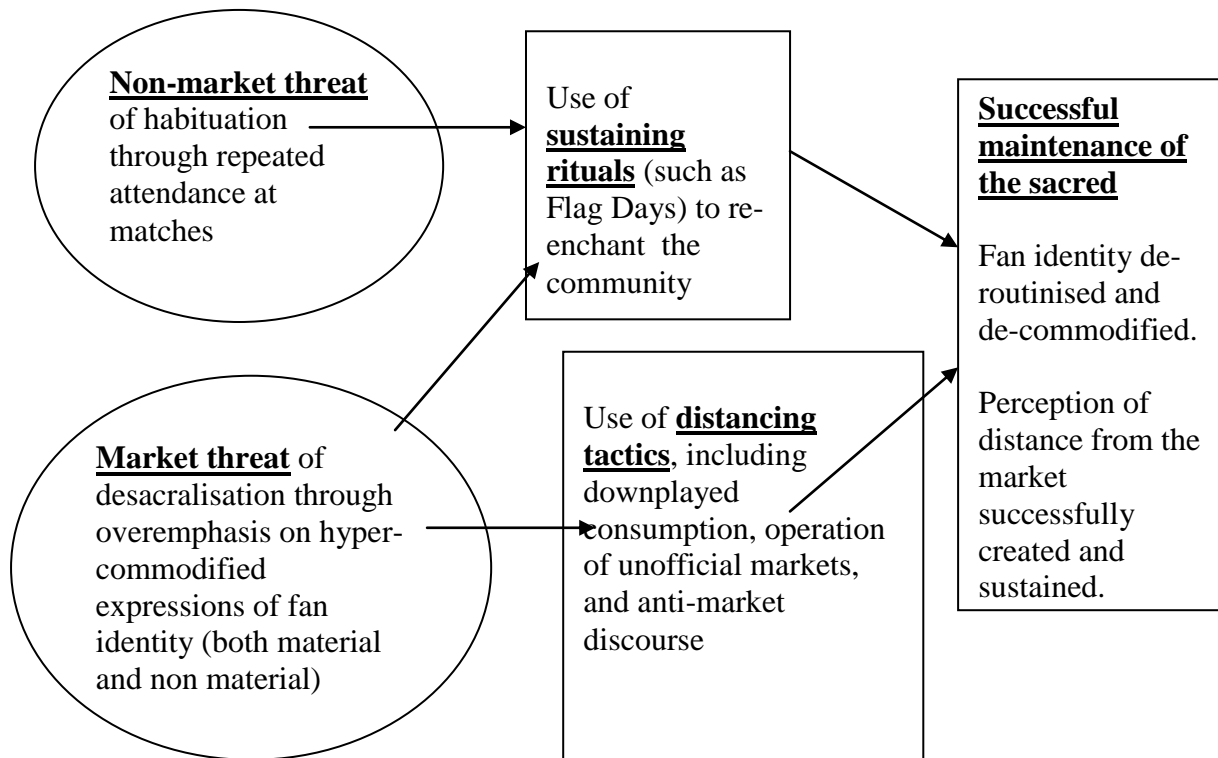 Non-market threat
of habituation
through repeated
attendance at
matches
Use of
sustaining
rituals (such as
Flag Days) to re-
enchant the
community
Successful
maintenance of
the sacred
Fan identity de-
routinised and
de-commodified.
Perception of
distance from the
market
successfully
created and
sustained.
Market threat of
desacralisation through
overemphasis on hyper-
commodified
expressions of fan
identity (both material
and non material)
Use of distancing
tactics, including
downplayed
consumption, operation
of unofficial markets,
and anti-market
discourse